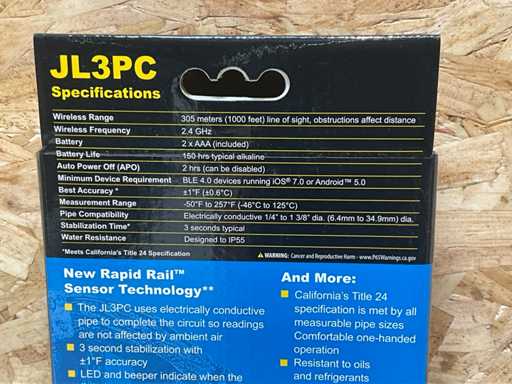 JL3PC
Specifications
Wireless Range 305 meters (1000 feet) line of sight, obstructions affect distance
Wireless Frequency 2.4 GHz
Battery 2 x AAA (included)
Battery Life 150 hrs typical alkaline
Auto Power Off (APO) 2 hrs (can be disabled)
Minimum Device Requirement BLE 4.0 devices running iOS® 7.0 or Android™ 5.0
Best Accuracy * ±1°F (±0.6°C)
Measurement Range -50°F to 257°F (-46°C to 125°C)
Pipe Compatibility Electrically conductive 1/4" to 1 3/8" dia. (6.4mm to 34.9mm) dia.
Stabilization Time* 3 seconds typical
Water Resistance Designed to IP55
*Meets California's Title 24 Specification
WARNING: Cancer and Reproductive Harm - www.P65Warnings.ca.gov
New Rapid Rail™
Sensor Technology**
The JL3PC uses electrically conductive
pipe to complete the circuit so readings
are not affected by ambient air
3 second stabilization with
±1°F accuracy
LED and beeper indicate when the
And More:
California's Title 24
specification is met by all
measurable pipe sizes
Comfortable one-handed
operation
Resistant to oils
and refrigerants